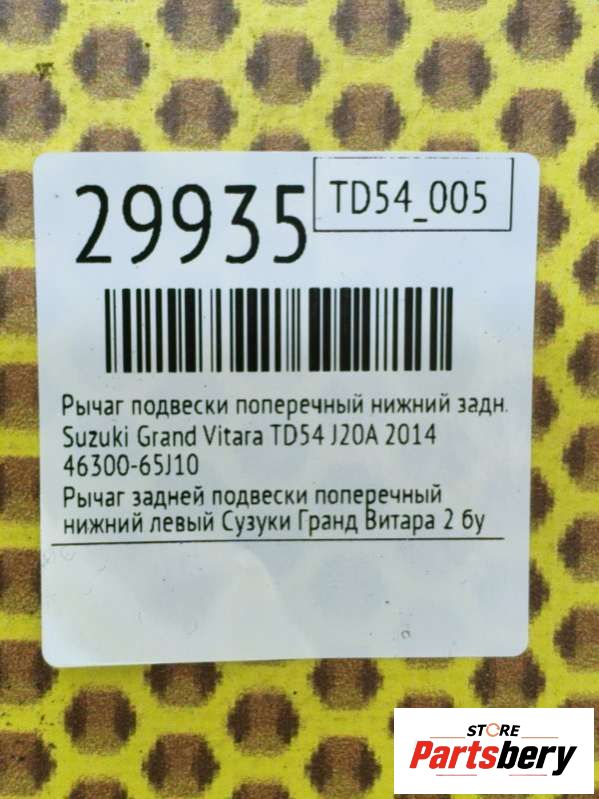 29935
TD54_005
Рычаг подвески поперечный нижний задн.
Suzuki Grand Vitara TD54 J20A 2014
46300-65J10
Рычаг задней подвески поперечный
нижний левый Сузуки Гранд Витара 2 бу
STORE
Partsbery